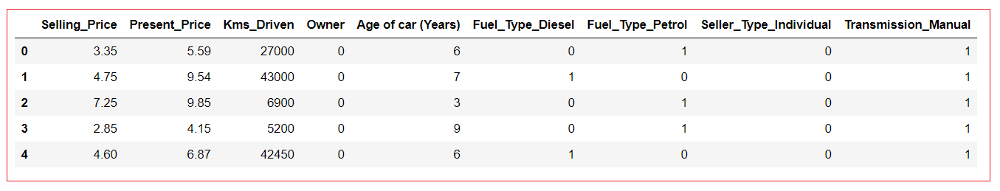 Selling_Price Present_Price Kms_Driven Owner Age of car (Years) Fuel_Type_Diesel Fuel_Type_Petrol Seller_Type_Individual Transmission_Manual
0 3.35 5.59 27000 0 6 0 1 0 1
1 4.75 9.54 43000 0 7 1 0 0 1
2 7.25 9.85 6900 0 3 0 1 0 1
3 2.85 4.15 5200 0 9 0 1 0 1
4 4.60 6.87 42450 0 6 1 0 0 1